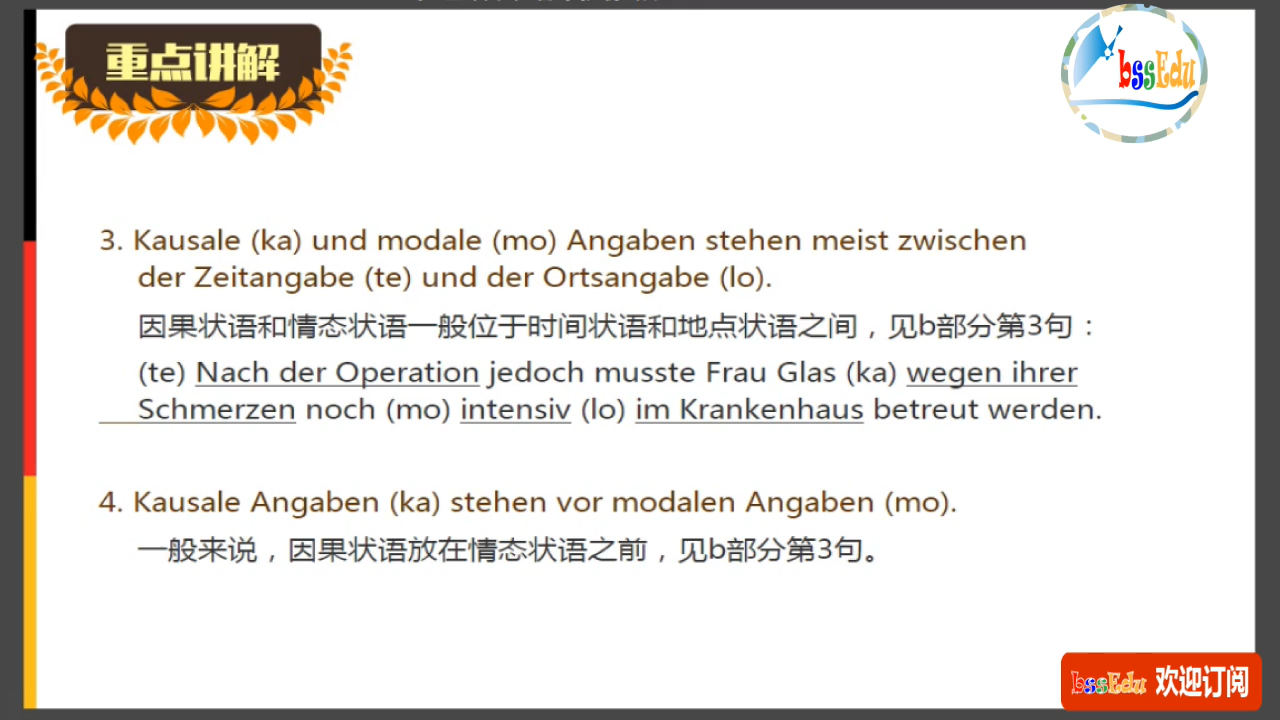 重点讲解
bssEdu
3. Kausale (ka) und modale (mo) Angaben stehen meist zwischen
der Zeitangabe (te) und der Ortsangabe (lo).
因果状语和情态状语一般位于时间状语和地点状语之间，见b部分第3句：
(te) Nach der Operation jedoch musste Frau Glas (ka) wegen ihrer
Schmerzen noch (mo) intensiv (lo) im Krankenhaus betreut werden.
4. Kausale Angaben (ka) stehen vor modalen Angaben (mo).
一般来说，因果状语放在情态状语之前，见b部分第3句。
bssEdu 欢迎订阅